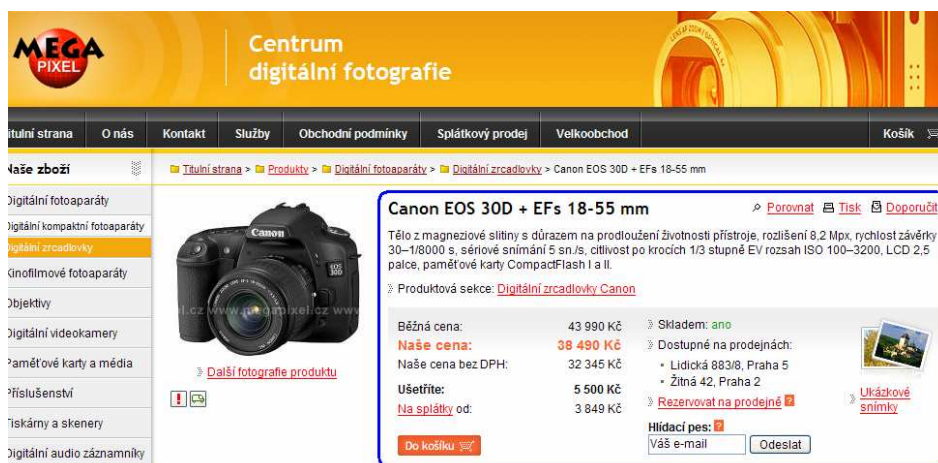 MEGA
PIXEL
Centrum
digitální fotografie
itulní strana
O nás
Kontakt
Služby
Obchodní podmínky
Splátkový prodej
Velkoobchod
Košík
Naše zboží
Titulní strana > Produkty > Digitální fotoaparáty > Digitální zrcadlovky > Canon EOS 30D + EFs 18-55 mm
Digitální fotoaparáty
Digitální kompaktní fotoaparáty
Digitální zrcadlovky
Kinofilmové fotoaparáty
Objektivy
Digitální videokamery
Paměťové karty a média
Příslušenství
Tiskárny a skenery
Digitální audio záznamníky
Canon
EOS
30D
www.megapixel.cz www
Další fotografie produktu
Canon EOS 30D + EFs 18-55 mm
Porovnat Tisk Doporučit
Tělo z magneziové slitiny s důrazem na prodloužení životnosti přístroje, rozlišení 8,2 Mpx, rychlost závěrky
30–1/8000 s, sériové snímání 5 sn./s, citlivost po krocích 1/3 stupně EV rozsah ISO 100–3200, LCD 2,5
palce, paměťové karty CompactFlash I a II.
Produktová sekce: Digitální zrcadlovky Canon
Běžná cena: 43 990 Kč
Naše cena: 38 490 Kč
Naše cena bez DPH: 32 345 Kč
Ušetříte: 5 500 Kč
Na splátky od: 3 849 Kč
Do košíku
Skladem: ano
Dostupné na prodejnách:
• Lidická 883/8, Praha 5
• Žitná 42, Praha 2
Rezervovat na prodejně ?
Hlídací pes: ?
Váš e-mail
Odeslat
Ukázkové
snímky